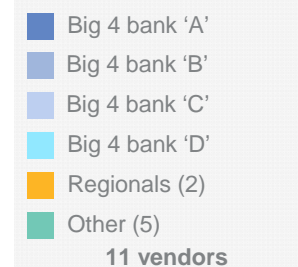 Big 4 bank ‘A’
Big 4 bank ‘B’
Big 4 bank ‘C’
Big 4 bank ‘D’
Regionals (2)
Other (5)
11 vendors